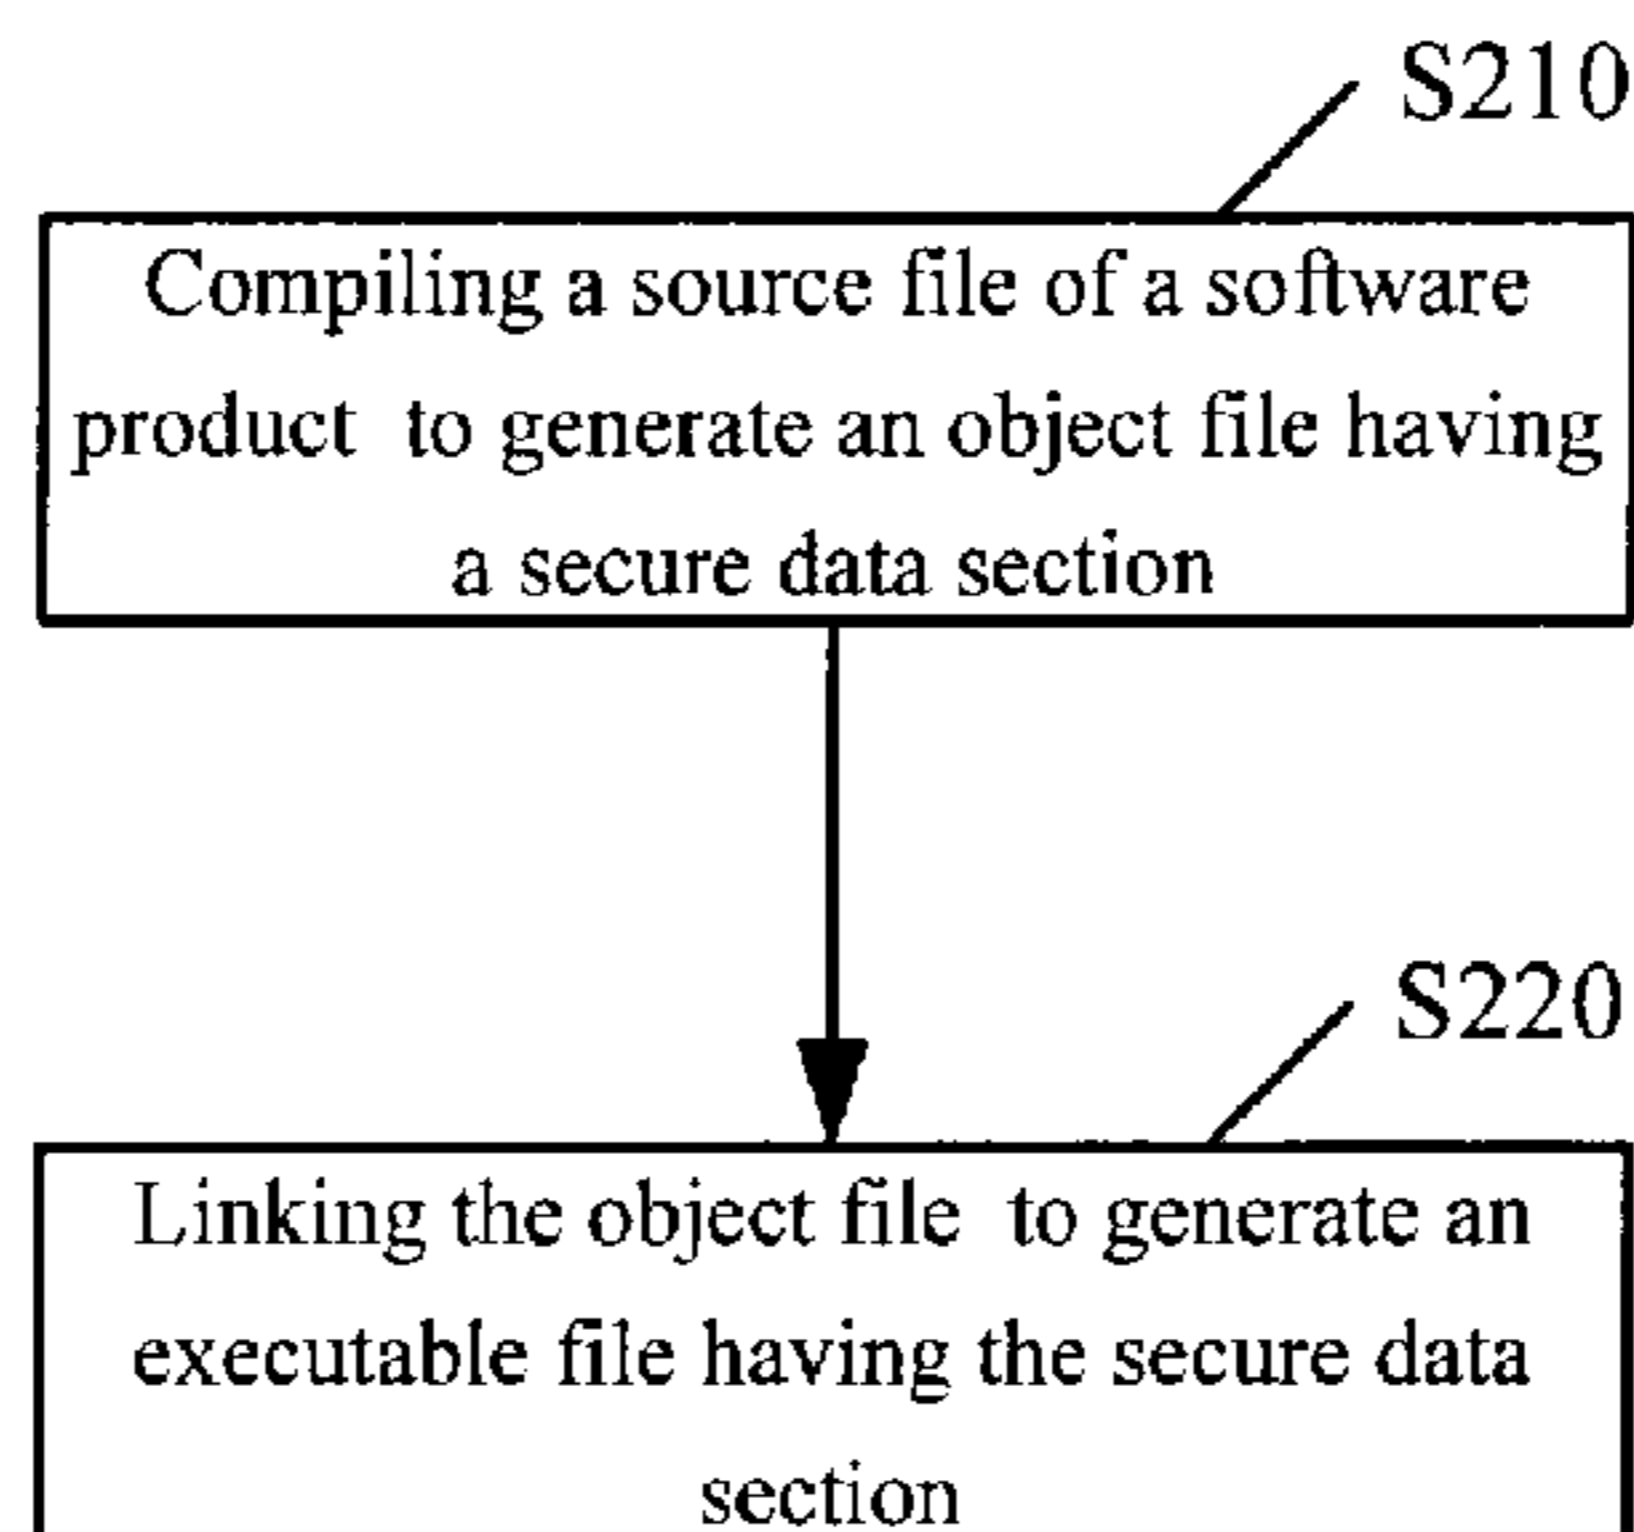 S210
Compiling a source file of a software
product to generate an object file having
a secure data section
S220
Linking the object file to generate an
executable file having the secure data
section